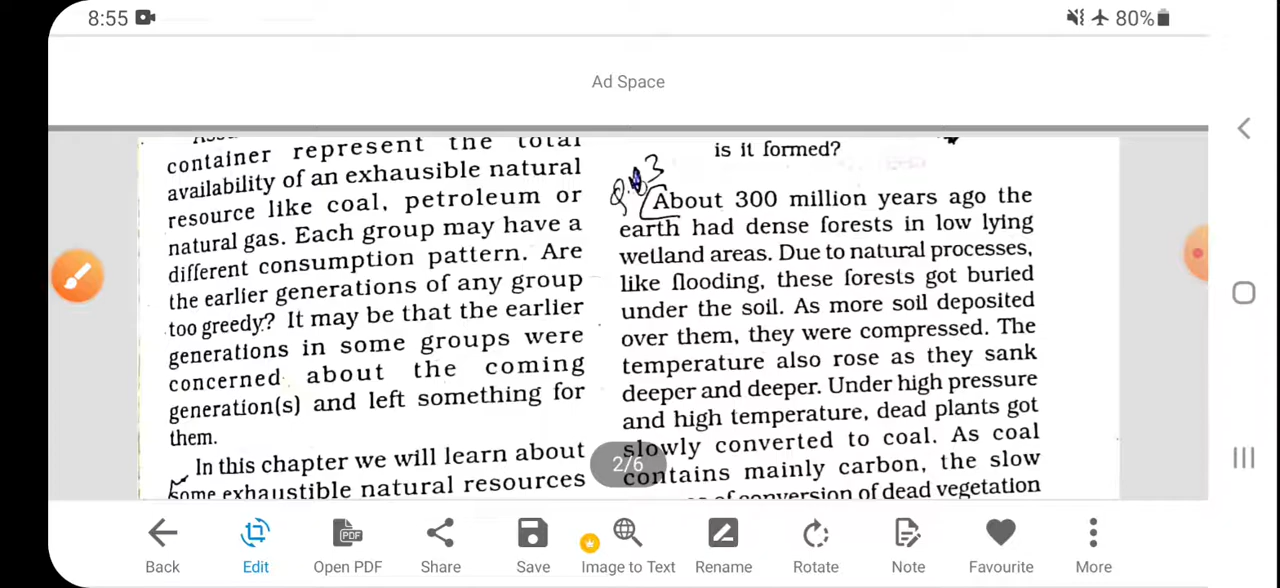 8:55
80%
Ad Space
container represent the total
availability of an exhausible natural
resource like coal, petroleum or
natural gas. Each group may have a
different consumption pattern. Are
the earlier generations of any group
too greedy? It may be that the earlier
generations in some groups were
concerned about the coming
generation(s) and left something for
them.
In this chapter we will learn about
some exhaustible natural resources
is it formed?
About 300 million years ago the
earth had dense forests in low lying
wetland areas. Due to natural processes,
like flooding, these forests got buried
under the soil. As more soil deposited
over them, they were compressed. The
temperature also rose as they sank
deeper and deeper. Under high pressure
and high temperature, dead plants got
slowly converted to coal. As coal
contains mainly carbon, the slow
of conversion of dead vegetation
2/6
Back
Edit
PDF
Open PDF
Share
Save
Image to Text
Rename
Rotate
Note
Favourite
More